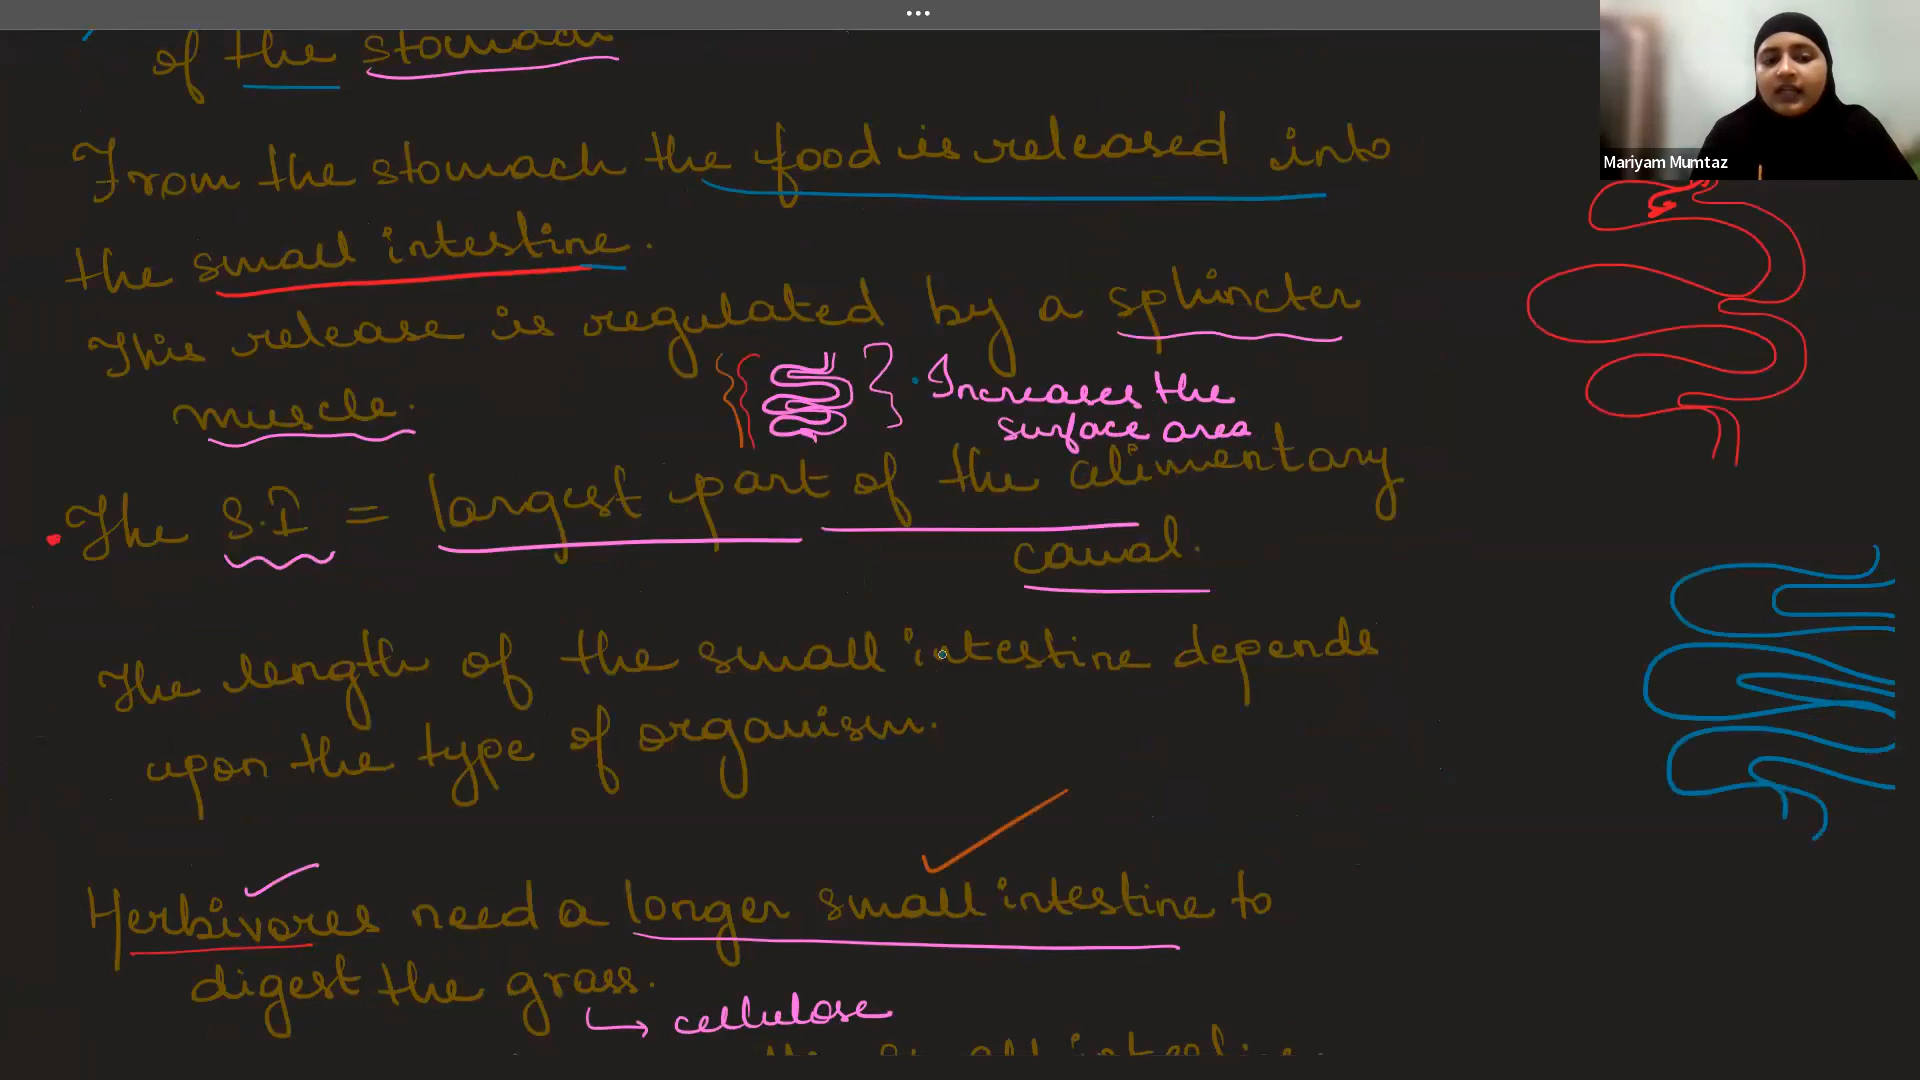 of the stomach
Mariyam Mumtaz
From the stomach the food is released into
the small intestine.
This release is regulated by a sphincter
muscle.
• Increases the
surface area
• The S.I = largest part of the alimentary
canal.
The length of the small intestine depends
upon the type of organism.
Herbivores need a longer small intestine to
digest the grass.
cellulose